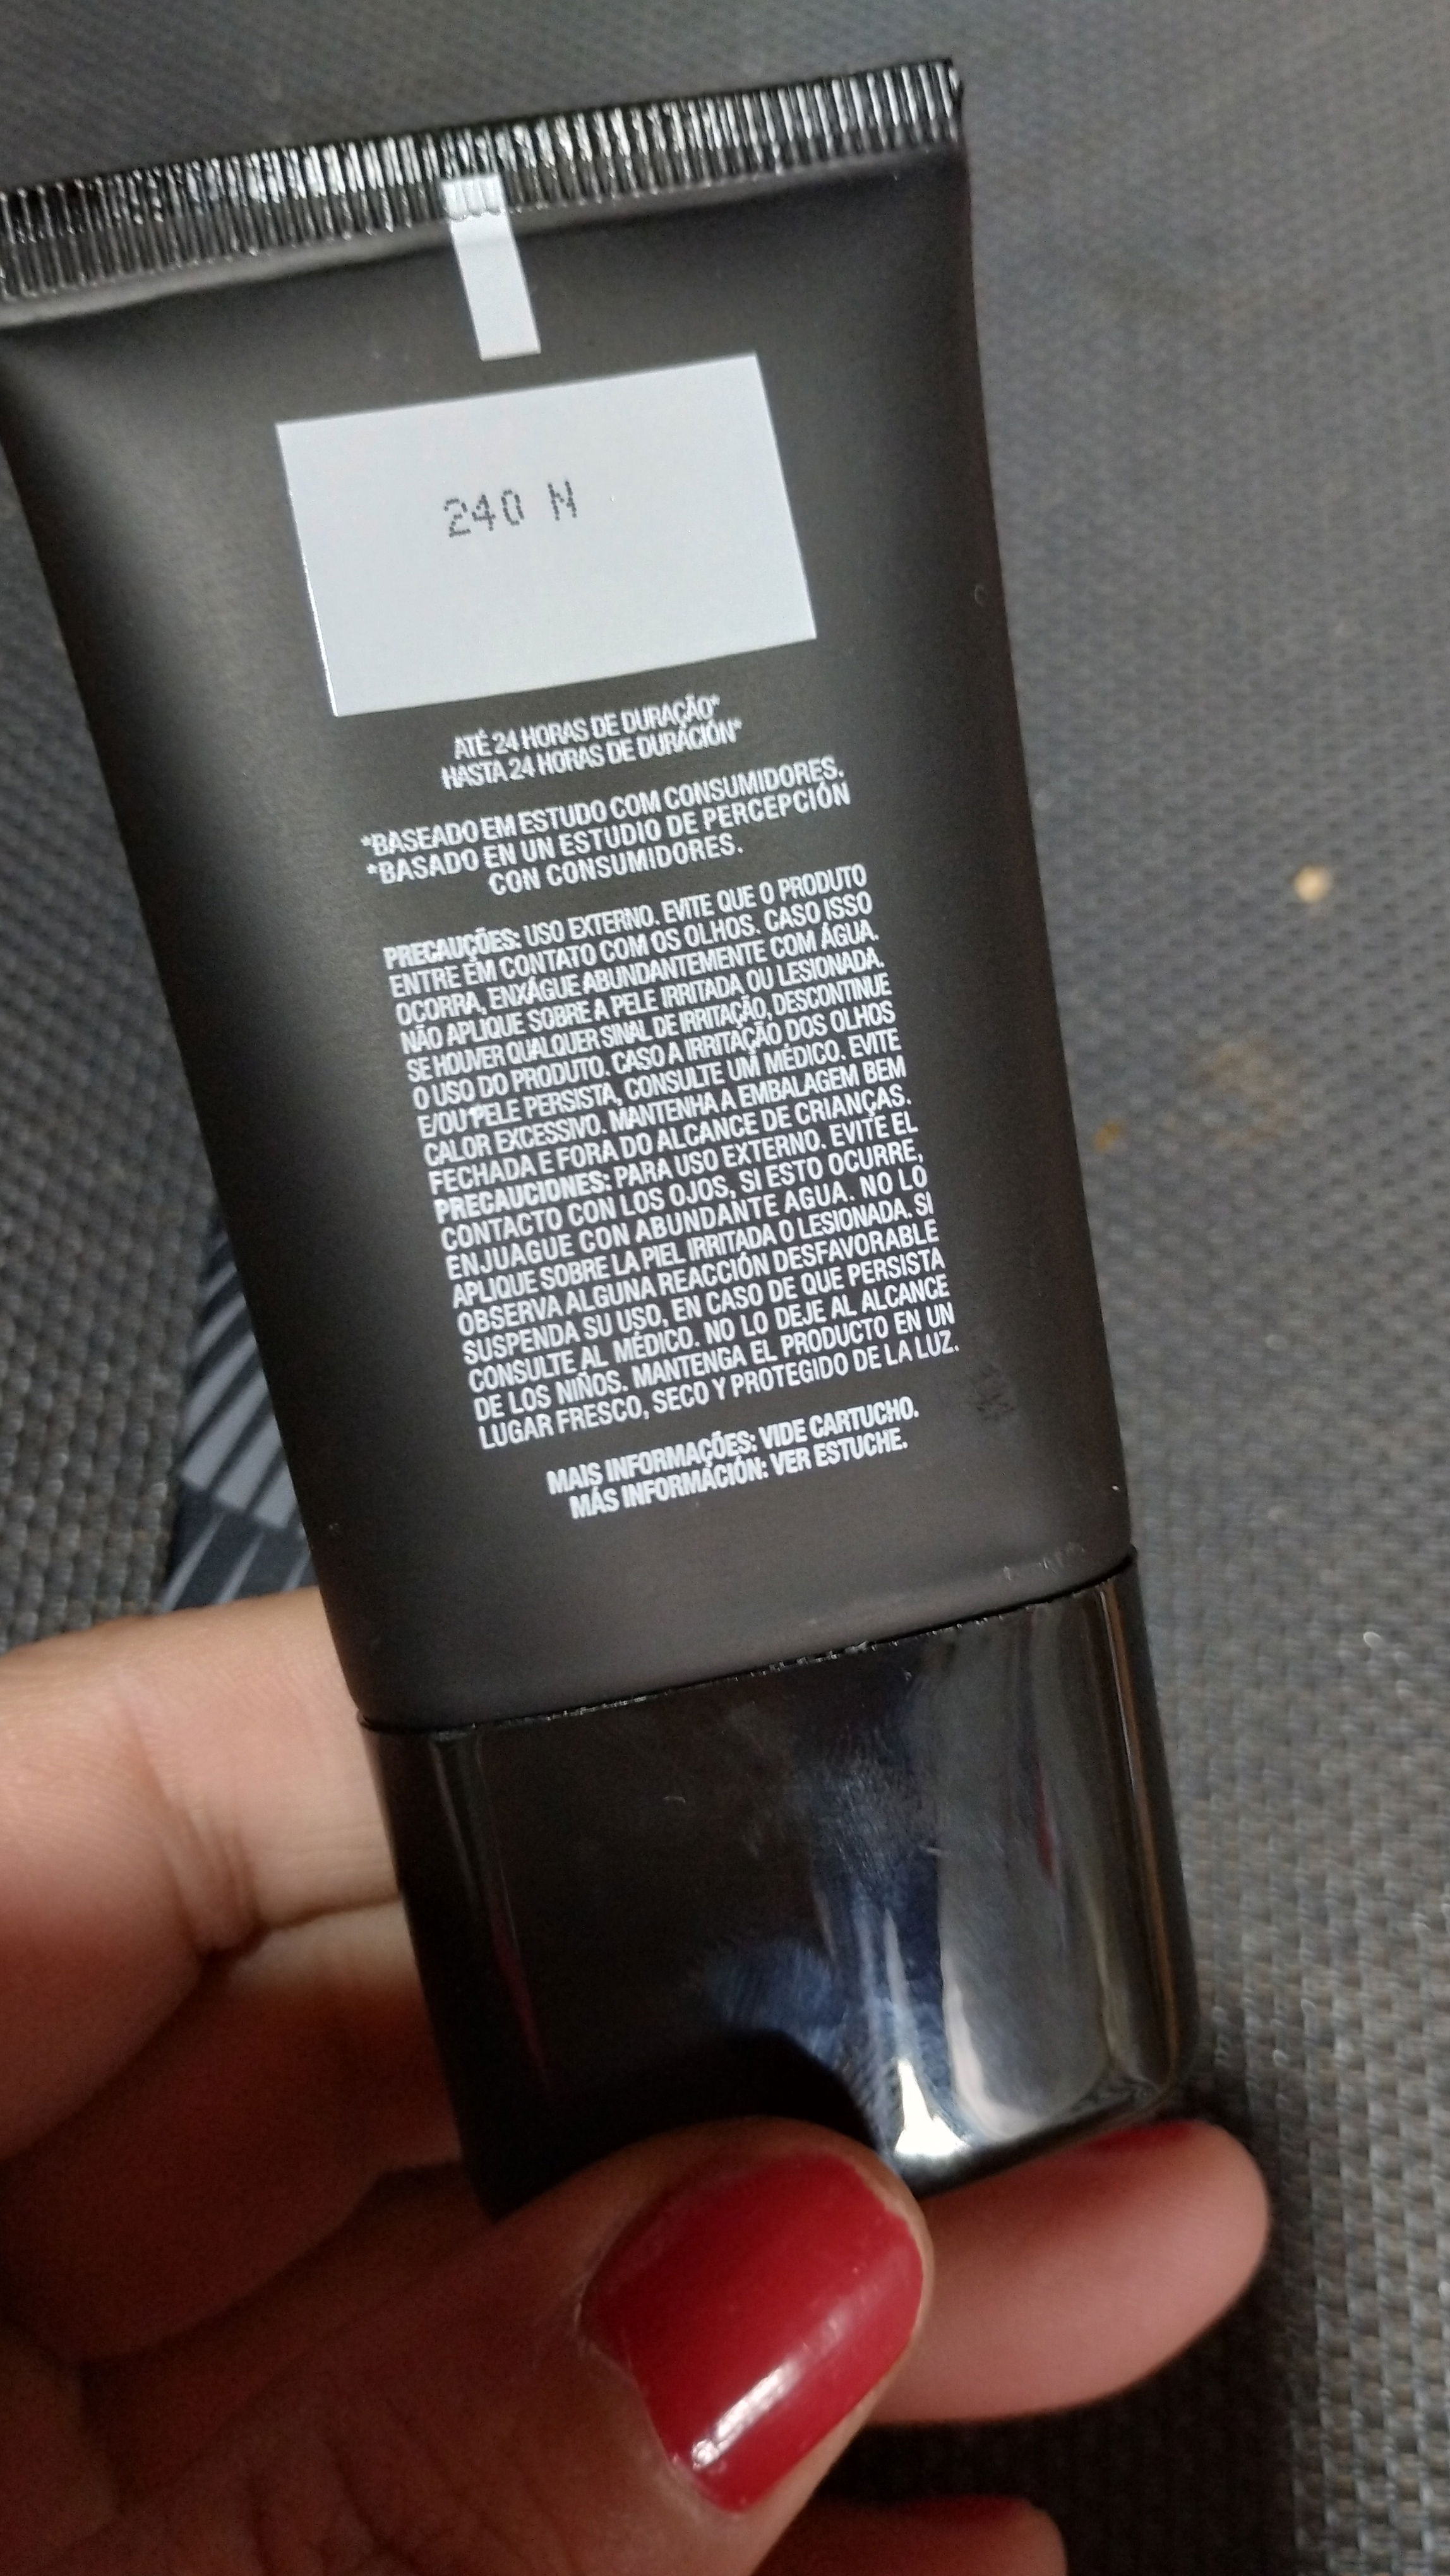 240 N
ATÉ 24 HORAS DE DURAÇÃO*
HASTA 24 HORAS DE DURACIÓN*
*BASEADO EM ESTUDO COM CONSUMIDORES.
*BASADO EN UN ESTUDIO DE PERCEPCIÓN
CON CONSUMIDORES.
PRECAUÇÕES: USO EXTERNO. EVITE QUE O PRODUTO
ENTRE EM CONTATO COM OS OLHOS. CASO ISSO
OCORRA, ENXÁGUE ABUNDANTEMENTE COM ÁGUA.
NÃO APLIQUE SOBRE A PELE IRRITADA OU LESIONADA.
SE HOUVER QUALQUER SINAL DE IRRITAÇÃO, DESCONTINUE
O USO DO PRODUTO. CASO A IRRITAÇÃO DOS OLHOS
E/OU PELE PERSISTA, CONSULTE UM MÉDICO. EVITE
CALOR EXCESSIVO. MANTENHA A EMBALAGEM BEM
FECHADA E FORA DO ALCANCE DE CRIANÇAS.
PRECAUCIONES: PARA USO EXTERNO. EVITE EL
CONTACTO CON LOS OJOS, SI ESTO OCURRE,
ENJUAGUE CON ABUNDANTE AGUA. NO LO
APLIQUE SOBRE LA PIEL IRRITADA O LESIONADA. SI
OBSERVA ALGUNA REACCIÓN DESFAVORABLE
SUSPENDA SU USO, EN CASO DE QUE PERSISTA
CONSULTE AL MÉDICO. NO LO DEJE AL ALCANCE
DE LOS NIÑOS. MANTENGA EL PRODUCTO EN UN
LUGAR FRESCO, SECO Y PROTEGIDO DE LA LUZ.
MAIS INFORMAÇÕES: VIDE CARTUCHO.
MÁS INFORMACIÓN: VER ESTUCHE.